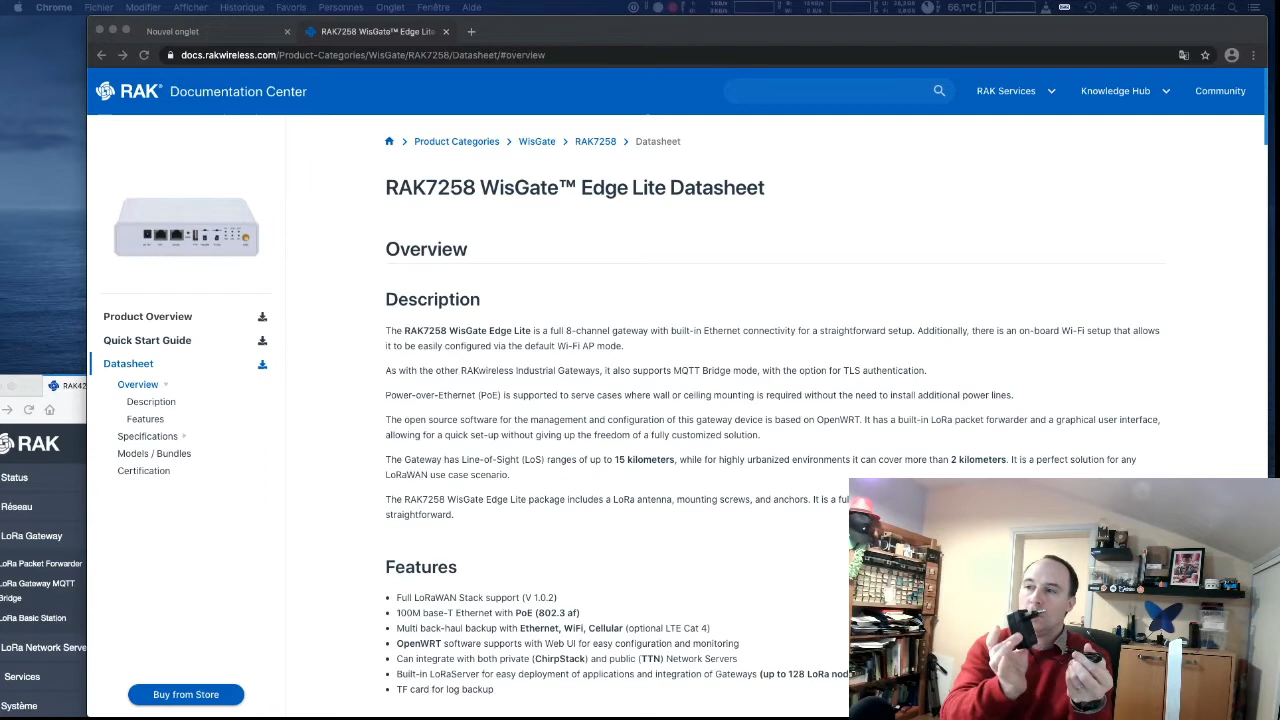 Chrome Fichier Modifier Affichage Historique Favoris Personnes Onglet Fenêtre Aide
66,1°C Jeu. 20:44
Nouvel onglet
RAK7258 WisGate Edge Lite
docs.rakwireless.com/Product-Categories/WisGate/RAK7258/Datasheet/#overview
RAK® Documentation Center
RAK Services
Knowledge Hub
Community
Product Categories > WisGate > RAK7258 > Datasheet
RAK7258 WisGate™ Edge Lite Datasheet
Overview
Description
The RAK7258 WisGate Edge Lite is a full 8-channel gateway with built-in Ethernet connectivity for a straightforward setup. Additionally, there is an on-board Wi-Fi setup that allows
it to be easily configured via the default Wi-Fi AP mode.
As with the other RAKwireless Industrial Gateways, it also supports MQTT Bridge mode, with the option for TLS authentication.
Power-over-Ethernet (PoE) is supported to serve cases where wall or ceiling mounting is required without the need to install additional power lines.
The open source software for the management and configuration of this gateway device is based on OpenWRT. It has a built-in LoRa packet forwarder and a graphical user interface,
allowing for a quick set-up without giving up the freedom of a fully customized solution.
The Gateway has Line-of-Sight (LoS) ranges of up to 15 kilometers, while for highly urbanized environments it can cover more than 2 kilometers. It is a perfect solution for any
LoRaWAN use case scenario.
The RAK7258 WisGate Edge Lite package includes a LoRa antenna, mounting screws, and anchors. It is a ful
straightforward.
Features
• Full LoRaWAN Stack support (V 1.0.2)
• 100M base-T Ethernet with PoE (802.3 af)
• Multi back-haul backup with Ethernet, WiFi, Cellular (optional LTE Cat 4)
• OpenWRT software supports with Web UI for easy configuration and monitoring
• Can integrate with both private (ChirpStack) and public (TTN) Network Servers
• Built-in LoRaServer for easy deployment of applications and integration of Gateways (up to 128 LoRa nod
• TF card for log backup
Product Overview
Quick Start Guide
Datasheet
Overview
Description
Features
Specifications
Models / Bundles
Certification
Buy from Store
RAK42
RAK
Status
Réseau
LoRa Gateway
LoRa Packet Forwarder
LoRa Gateway MQTT
Bridge
LoRa Basic Station
LoRa Network Serve
Services
Système